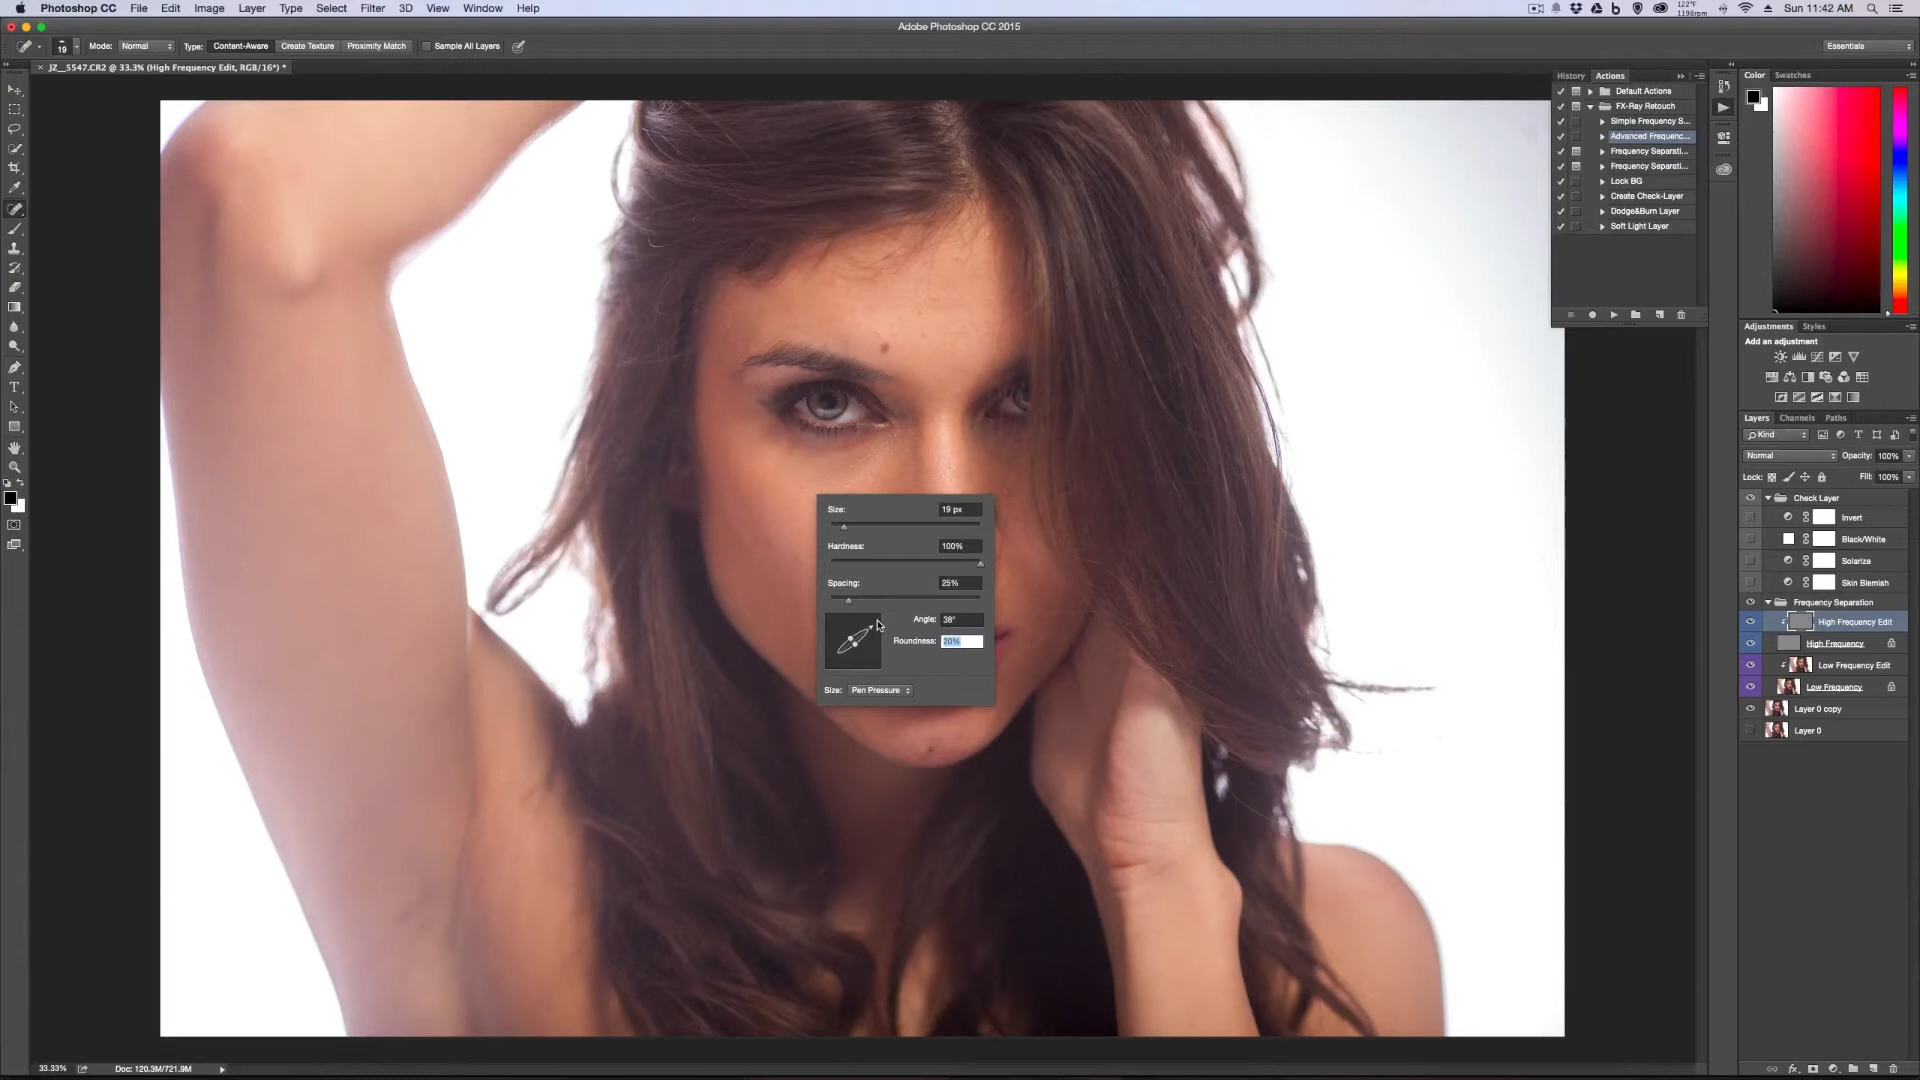 Photoshop CC File Edit Image Layer Type Select Filter 3D View Window Help
122°F
1198rpm
Sun 11:42 AM
Adobe Photoshop CC 2015
19 Mode: Normal Type: Content-Aware Create Texture Proximity Match Sample All Layers Essentials
JZ__5547.CR2 @ 33.3% (High Frequency Edit, RGB/16*) *
History Actions
Default Actions
FX-Ray Retouch
Simple Frequency S...
Advanced Frequenc...
Frequency Separati...
Frequency Separati...
Lock BG
Create Check-Layer
Dodge&Burn Layer
Soft Light Layer
Color Swatches
Adjustments Styles
Add an adjustment
Layers Channels Paths
Kind
Normal Opacity: 100%
Lock: Fill: 100%
Check Layer
Invert
Black/White
Solarize
Skin Blemish
Frequency Separation
High Frequency Edit
High Frequency
Low Frequency Edit
Low Frequency
Layer 0 copy
Layer 0
Size: 19 px
Hardness: 100%
Spacing: 25%
Angle: 38°
Roundness: 20%
Size: Pen Pressure
33.33% Doc: 120.3M/721.9M